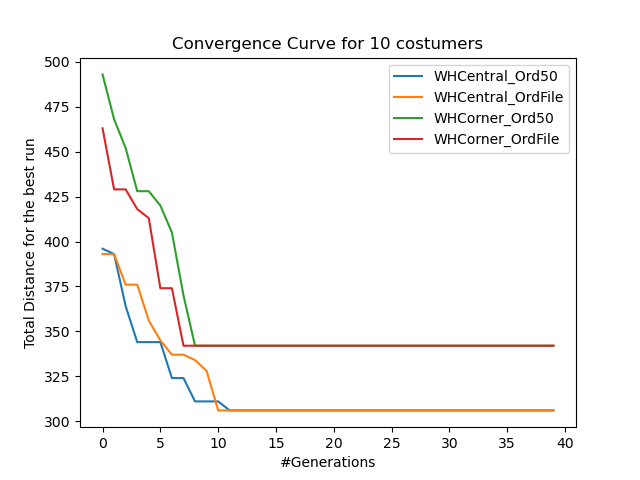 Convergence Curve for 10 costumers
Total Distance for the best run
500
475
450
425
400
375
350
325
300
WHCentral_Ord50
WHCentral_OrdFile
WHCorner_Ord50
WHCorner_OrdFile
0 5 10 15 20 25 30 35 40
#Generations